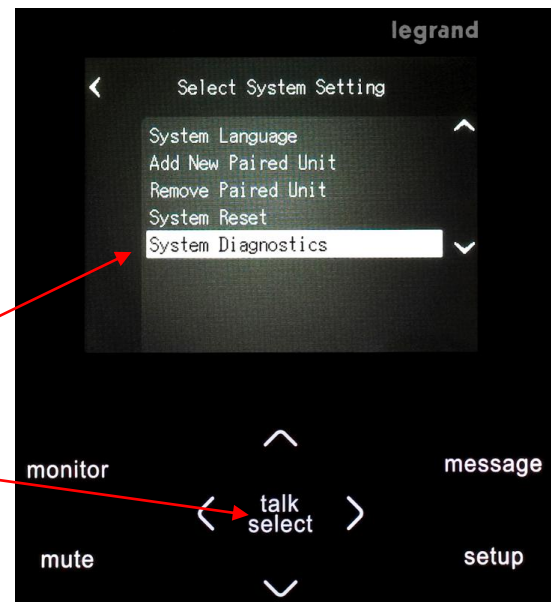 legrand
Select System Setting
System Language
Add New Paired Unit
Remove Paired Unit
System Reset
System Diagnostics
monitor
message
talk
select
mute
setup